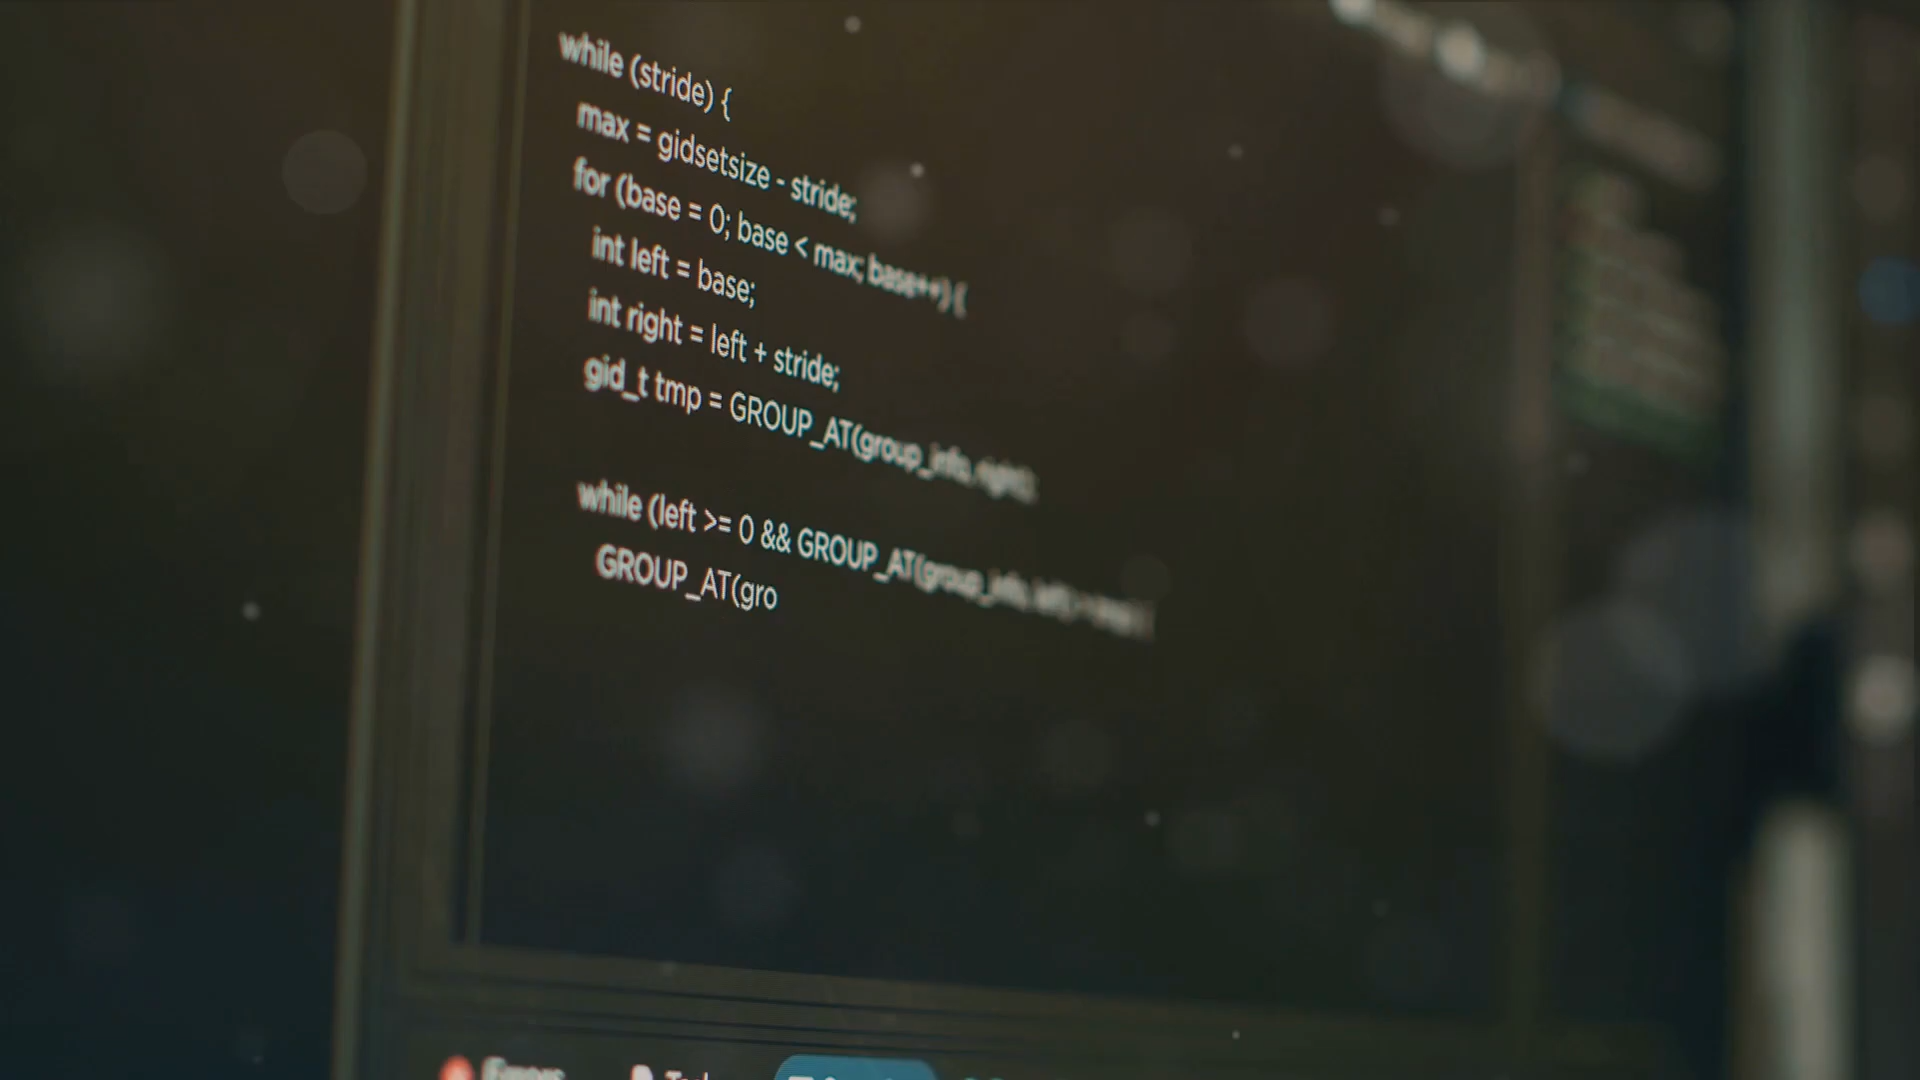 while (stride) {
max = gidsetsize - stride;
for (base = 0; base < max; base++) {
int left = base;
int right = left + stride;
gid_t tmp = GROUP_AT(group_info, right);
while (left >= 0 && GROUP_AT(group_info, left) > tmp) {
GROUP_AT(gro
Errors